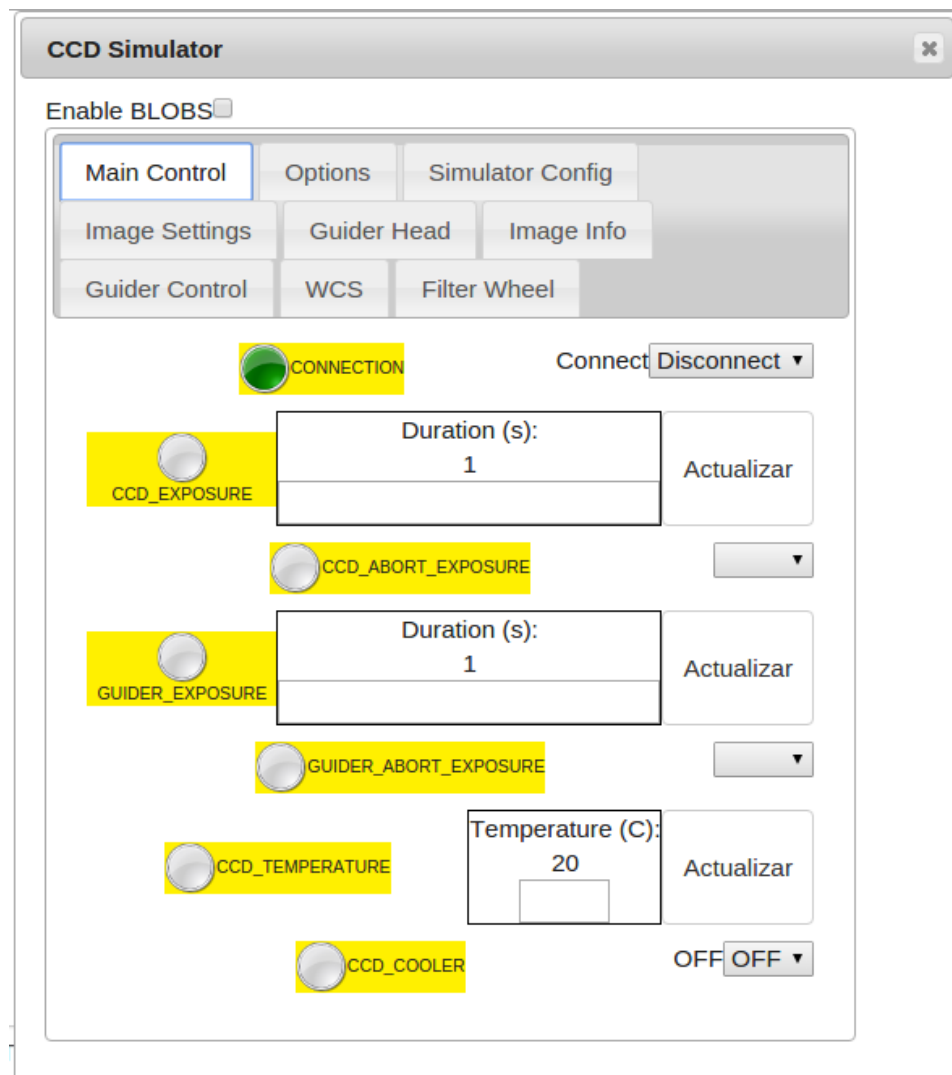 CCD Simulator
Enable BLOBS
Main Control Options Simulator Config
Image Settings Guider Head Image Info
Guider Control WCS Filter Wheel
CONNECTION Connect Disconnect
Duration (s):
1
CCD_EXPOSURE Actualizar
CCD_ABORT_EXPOSURE
Duration (s):
1
GUIDER_EXPOSURE Actualizar
GUIDER_ABORT_EXPOSURE
Temperature (C):
20
CCD_TEMPERATURE Actualizar
CCD_COOLER OFF OFF